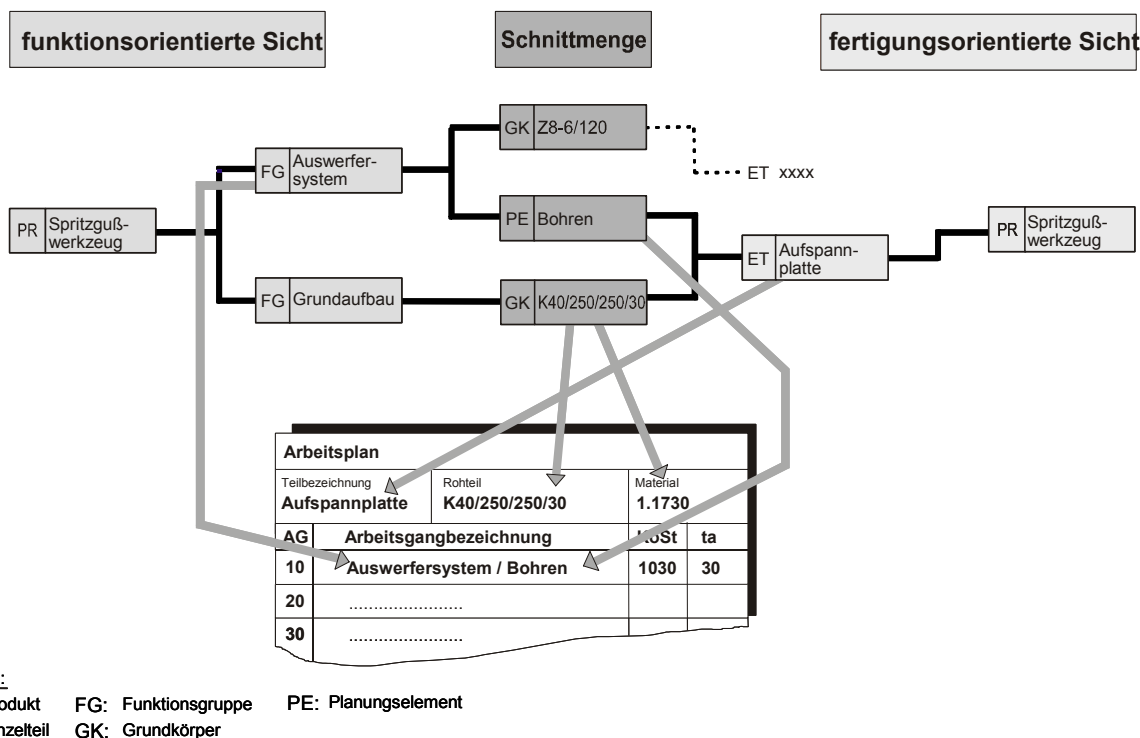 funktionsorientierte Sicht
Schnittmenge
fertigungsorientierte Sicht
GK Z8-6/120
ET xxxx
FG Auswerfer-
system
PE Bohren
PR Spritzguß-
werkzeug
ET Aufspann-
platte
PR Spritzguß-
werkzeug
FG Grundaufbau
GK K40/250/250/30
Arbeitsplan
Teilbezeichnung Rohteil Material
Aufspannplatte K40/250/250/30 1.1730
AG Arbeitsgangbezeichnung KoSt ta
10 Auswerfersystem / Bohren 1030 30
20 ......................
30 ......................
:
odukt FG: Funktionsgruppe PE: Planungselement
nzelteil GK: Grundkörper